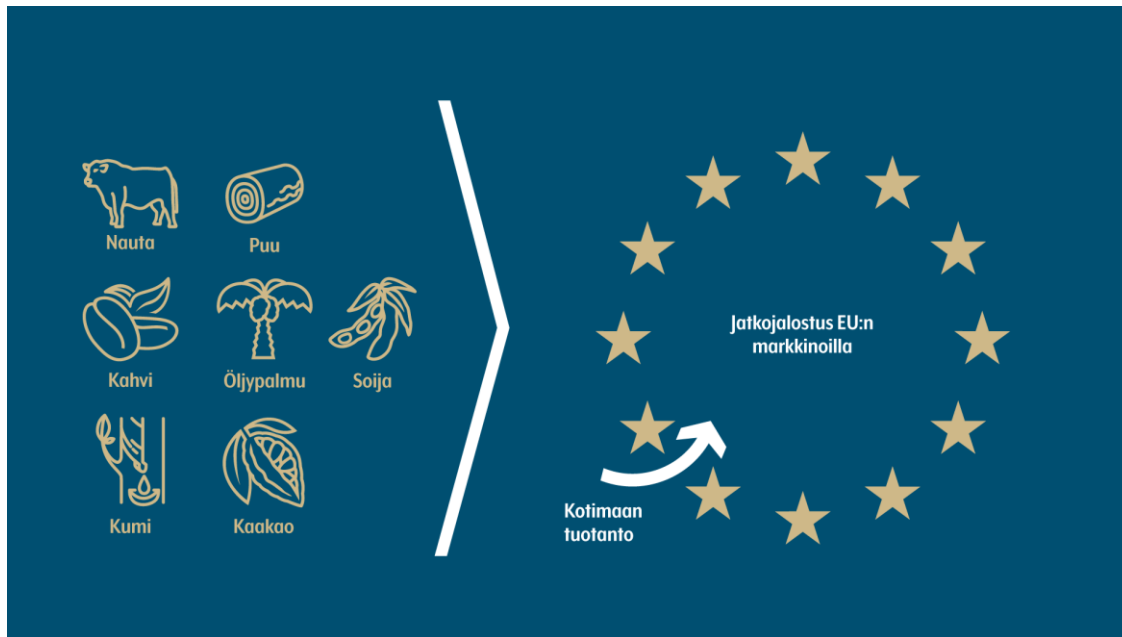 Nauta
Puu
Kahvi
Öljypalmu
Soija
Kumi
Kaakao
Jatkojalostus EU:n
markkinoilla
Kotimaan
tuotanto